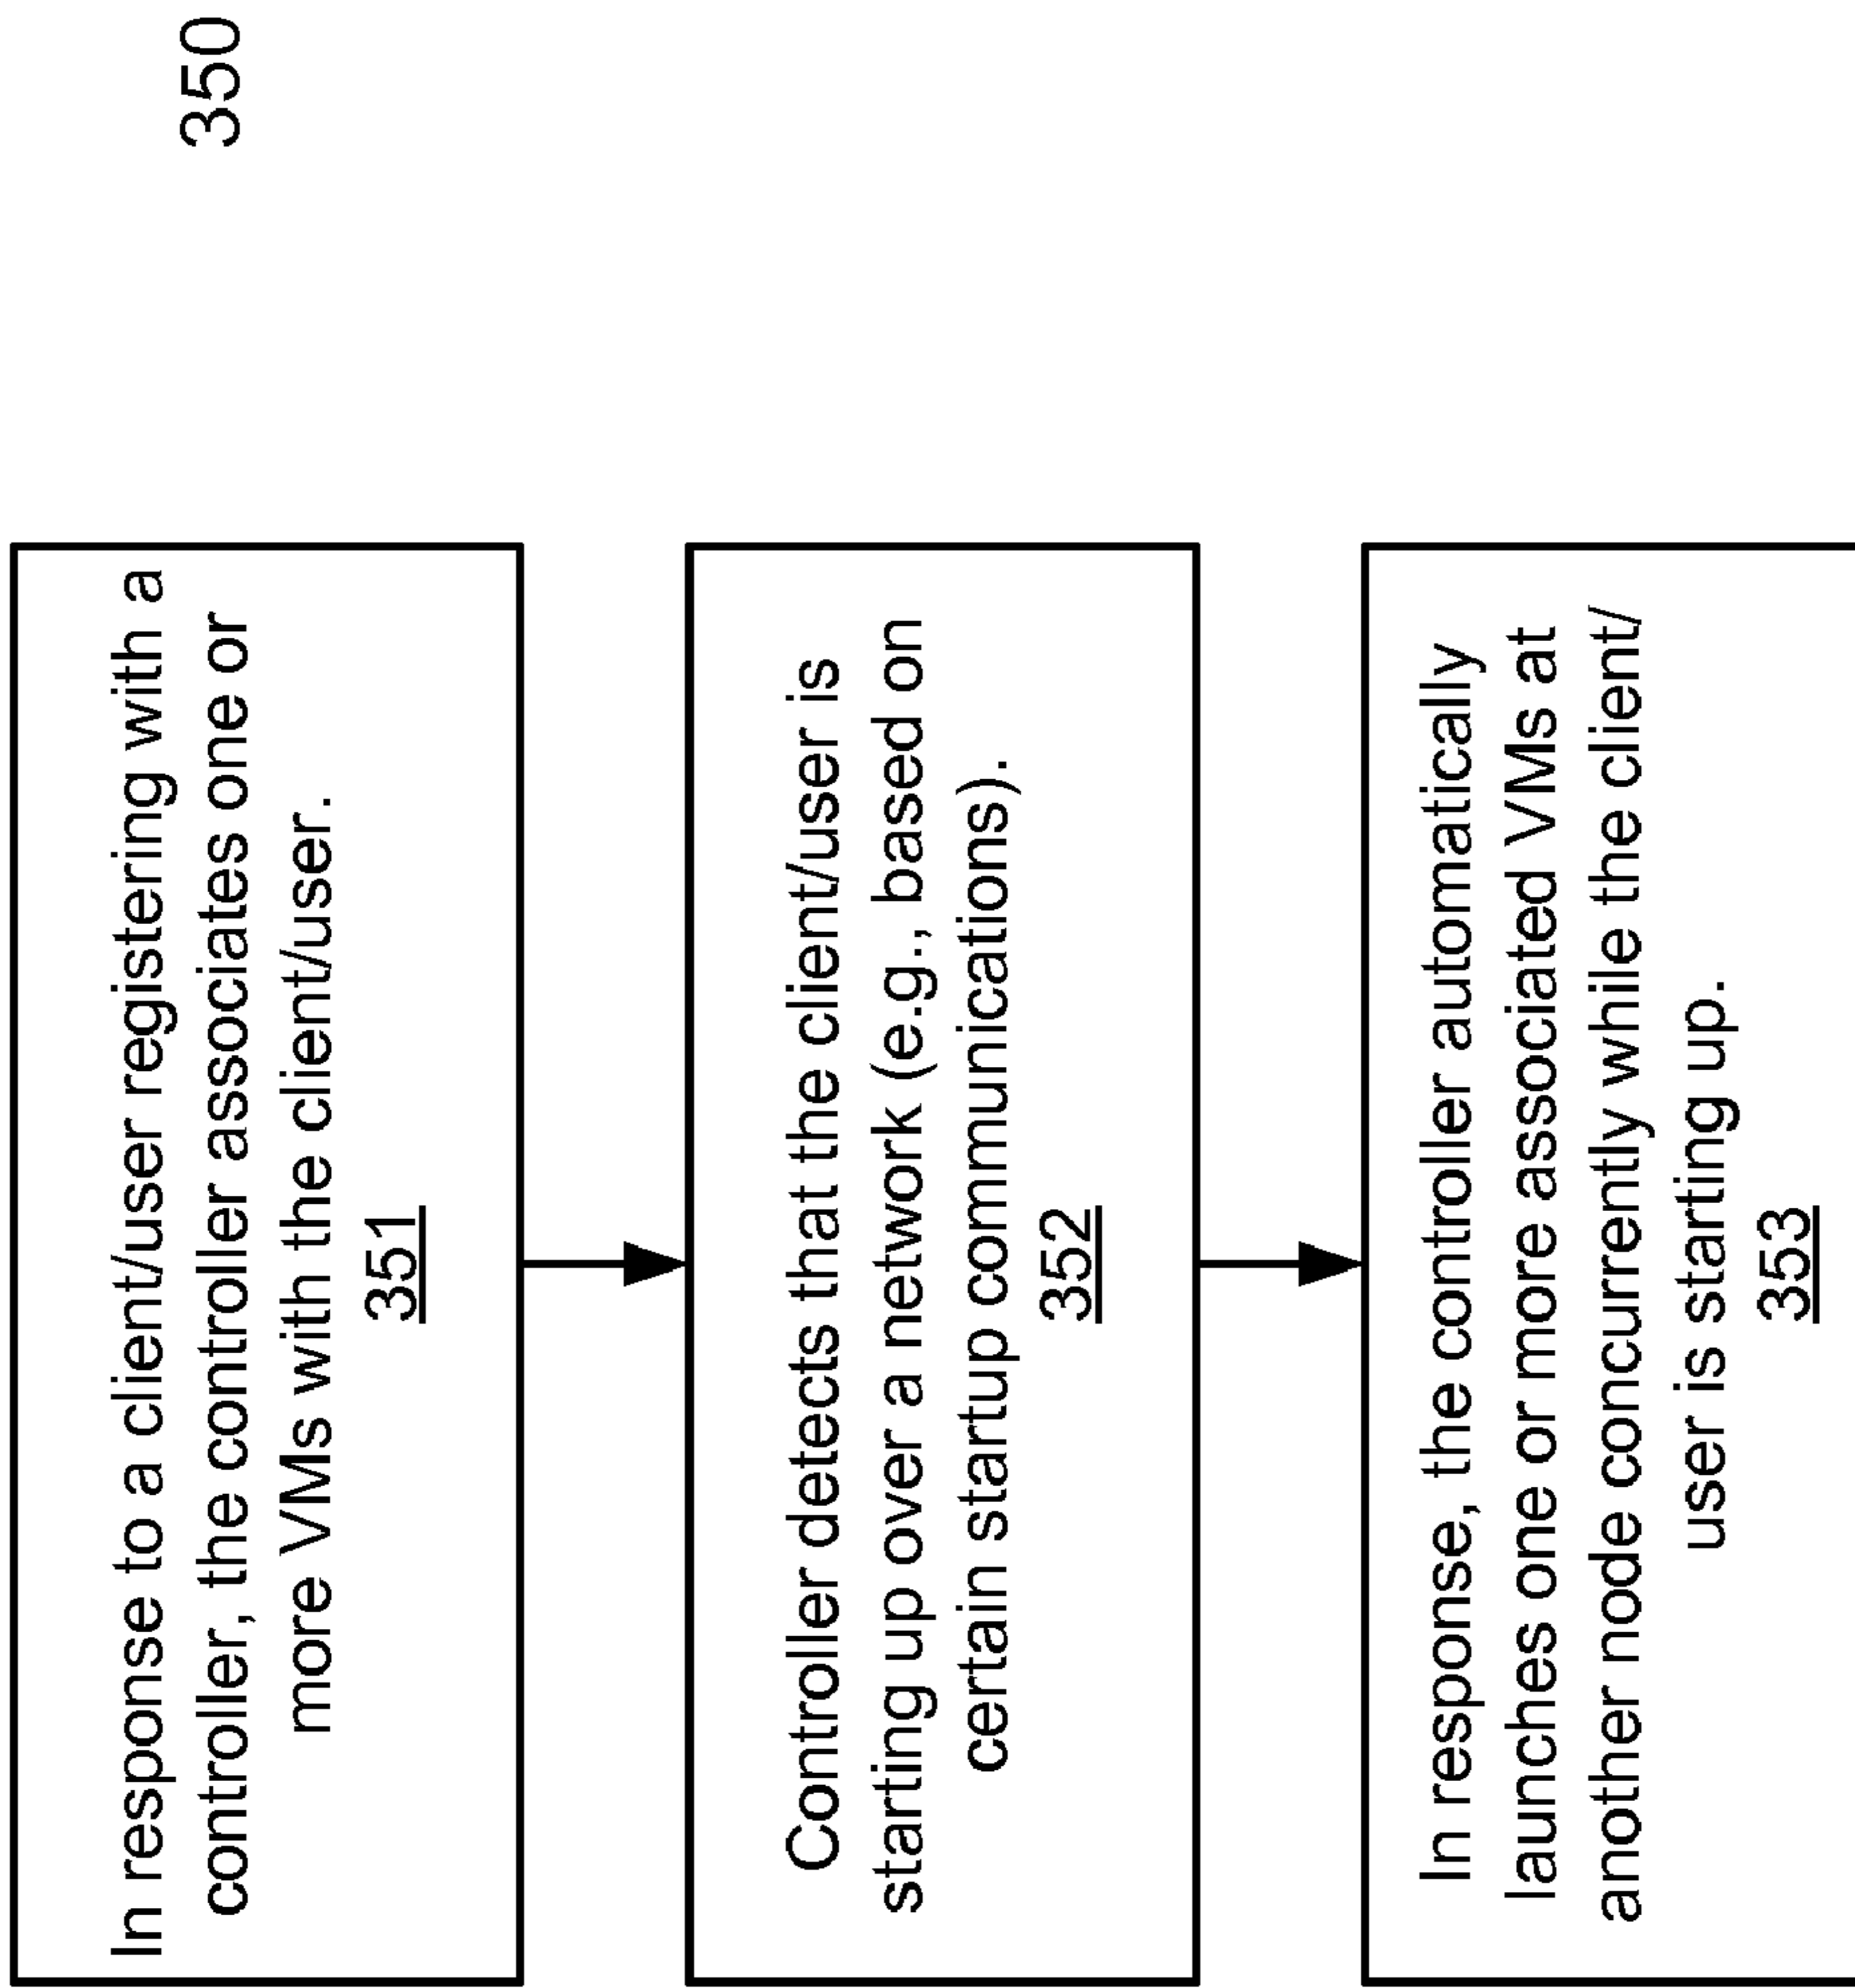 350
In response to a client/user registering with a
controller, the controller associates one or
more VMs with the client/user.
351
Controller detects that the client/user is
starting up over a network (e.g., based on
certain startup communications).
352
In response, the controller automatically
launches one or more associated VMs at
another node concurrently while the client/
user is starting up.
353